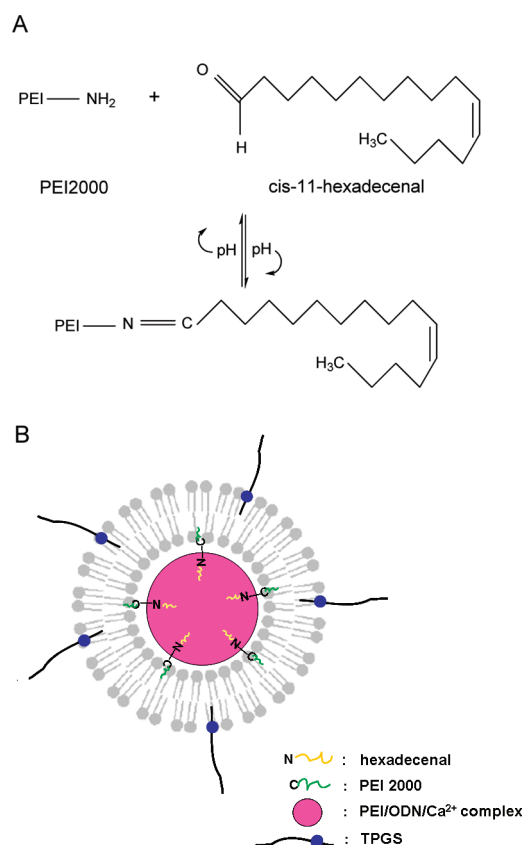 A
O
PEI — NH₂ + H
H₃C
PEI2000 cis-11-hexadecenal
pH pH
PEI — N = C
H₃C
B
C
N
C N N C
N N
C C
N : hexadecenal
C : PEI 2000
: PEI/ODN/Ca²⁺ complex
: TPGS